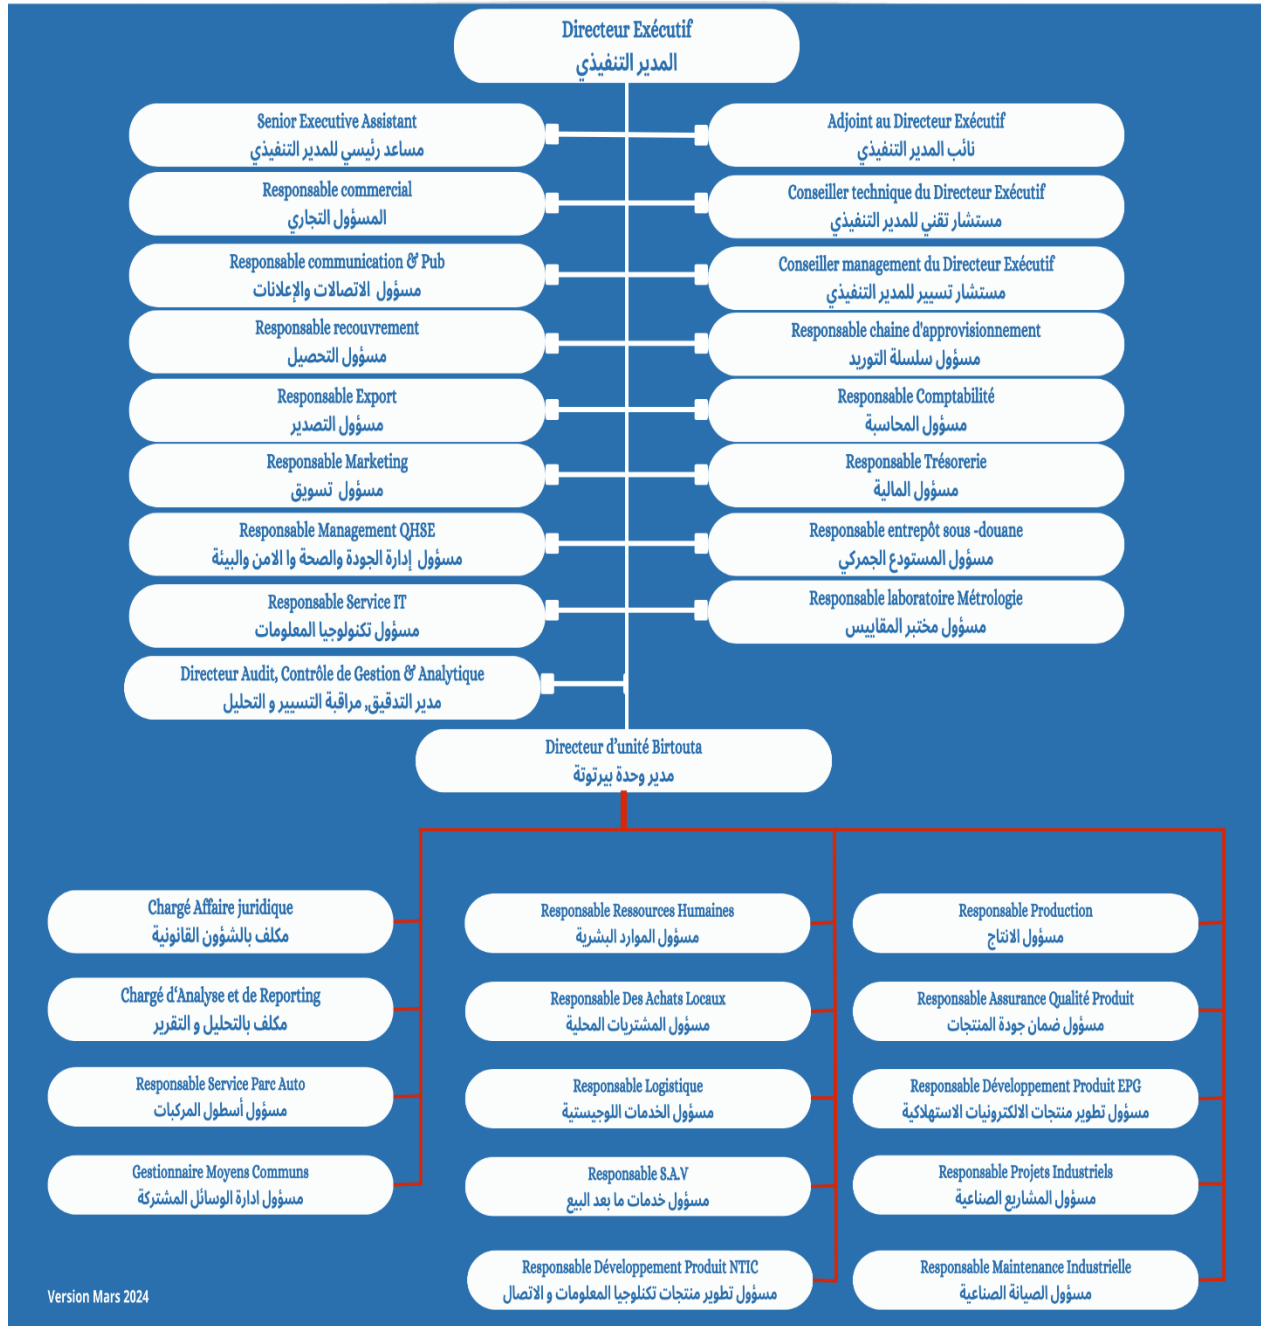 Directeur Exécutif
المدير التنفيذي
Senior Executive Assistant
مساعد رئيسي للمدير التنفيذي
Adjoint au Directeur Exécutif
نائب المدير التنفيذي
Responsable commercial
المسؤول التجاري
Conseiller technique du Directeur Exécutif
مستشار تقني للمدير التنفيذي
Responsable communication & Pub
مسؤول الاتصالات والإعلانات
Conseiller management du Directeur Exécutif
مستشار تسيير للمدير التنفيذي
Responsable recouvrement
مسؤول التحصيل
Responsable chaine d'approvisionnement
مسؤول سلسلة التوريد
Responsable Export
مسؤول التصدير
Responsable Comptabilité
مسؤول المحاسبة
Responsable Marketing
مسؤول تسويق
Responsable Trésorerie
مسؤول المالية
Responsable Management QHSE
مسؤول إدارة الجودة والصحة وا الامن والبيئة
Responsable entrepôt sous -douane
مسؤول المستودع الجمركي
Responsable Service IT
مسؤول تكنولوجيا المعلومات
Responsable laboratoire Métrologie
مسؤول مختبر المقاييس
Directeur Audit, Contrôle de Gestion & Analytique
مدير التدقيق, مراقبة التسيير و التحليل
Directeur d’unité Birtouta
مدير وحدة بيرتوتة
Chargé Affaire juridique
مكلف بالشؤون القانونية
Responsable Ressources Humaines
مسؤول الموارد البشرية
Responsable Production
مسؤول الانتاج
Chargé d‘Analyse et de Reporting
مكلف بالتحليل و التقرير
Responsable Des Achats Locaux
مسؤول المشتريات المحلية
Responsable Assurance Qualité Produit
مسؤول ضمان جودة المنتجات
Responsable Service Parc Auto
مسؤول أسطول المركبات
Responsable Logistique
مسؤول الخدمات اللوجيستية
Responsable Développement Produit EPG
مسؤول تطوير منتجات الالكترونيات الاستهلاكية
Gestionnaire Moyens Communs
مسؤول ادارة الوسائل المشتركة
Responsable S.A.V
مسؤول خدمات ما بعد البيع
Responsable Projets Industriels
مسؤول المشاريع الصناعية
Responsable Développement Produit NTIC
مسؤول تطوير منتجات تكنلوجيا المعلومات و الاتصال
Responsable Maintenance Industrielle
مسؤول الصيانة الصناعية
Version Mars 2024